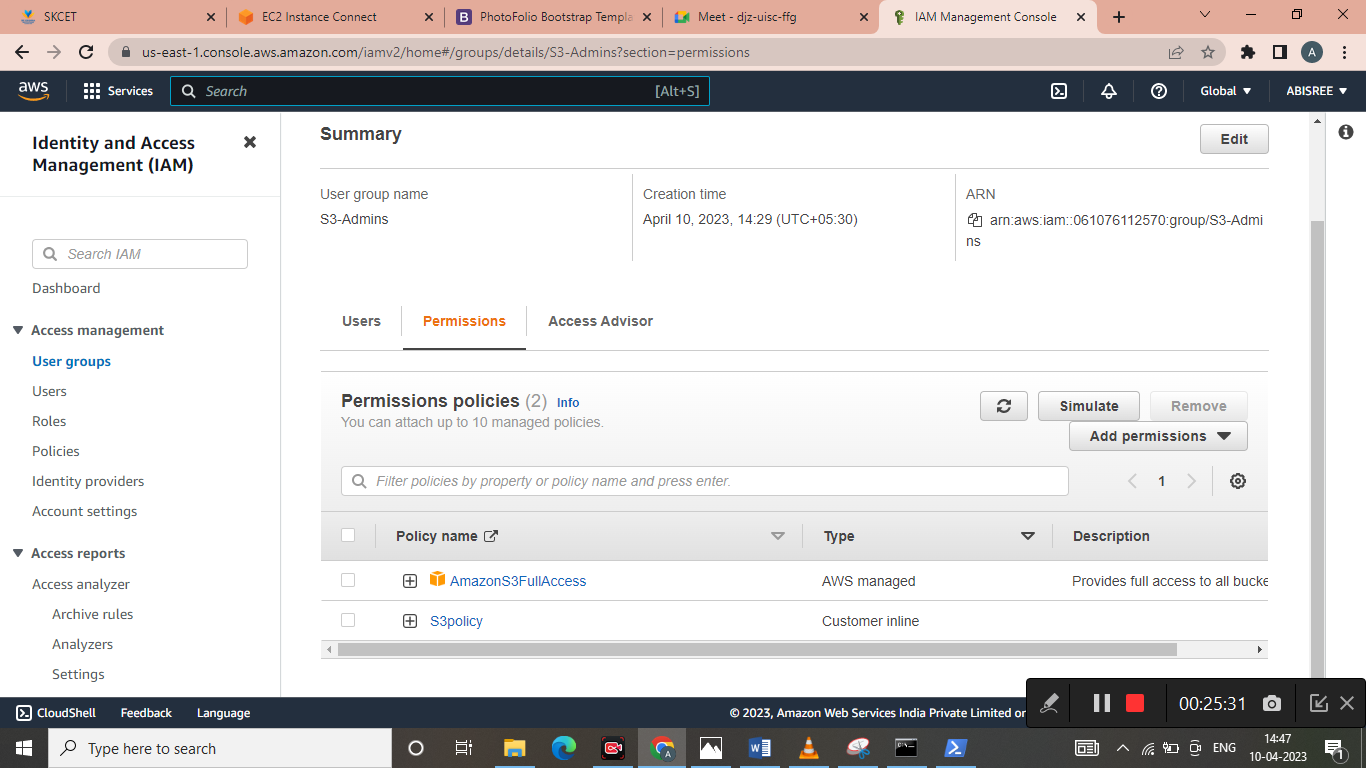 SKCET
EC2 Instance Connect
PhotoFolio Bootstrap Templa
Meet - djz-uisc-ffg
IAM Management Console
us-east-1.console.aws.amazon.com/iamv2/home#/groups/details/S3-Admins?section=permissions
A
aws
Services
Search
[Alt+S]
Global
ABISREE
Identity and Access
Management (IAM)
Search IAM
Dashboard
Access management
User groups
Users
Roles
Policies
Identity providers
Account settings
Access reports
Access analyzer
Archive rules
Analyzers
Settings
Summary
Edit
User group name
S3-Admins
Creation time
April 10, 2023, 14:29 (UTC+05:30)
ARN
arn:aws:iam::061076112570:group/S3-Admi
ns
Users
Permissions
Access Advisor
Permissions policies (2) Info
You can attach up to 10 managed policies.
Simulate
Remove
Add permissions
Filter policies by property or policy name and press enter.
1
Policy name
Type
Description
AmazonS3FullAccess
AWS managed
Provides full access to all bucke
S3policy
Customer inline
CloudShell
Feedback
Language
© 2023, Amazon Web Services India Private Limited or
00:25:31
Type here to search
ENG
14:47
10-04-2023
1